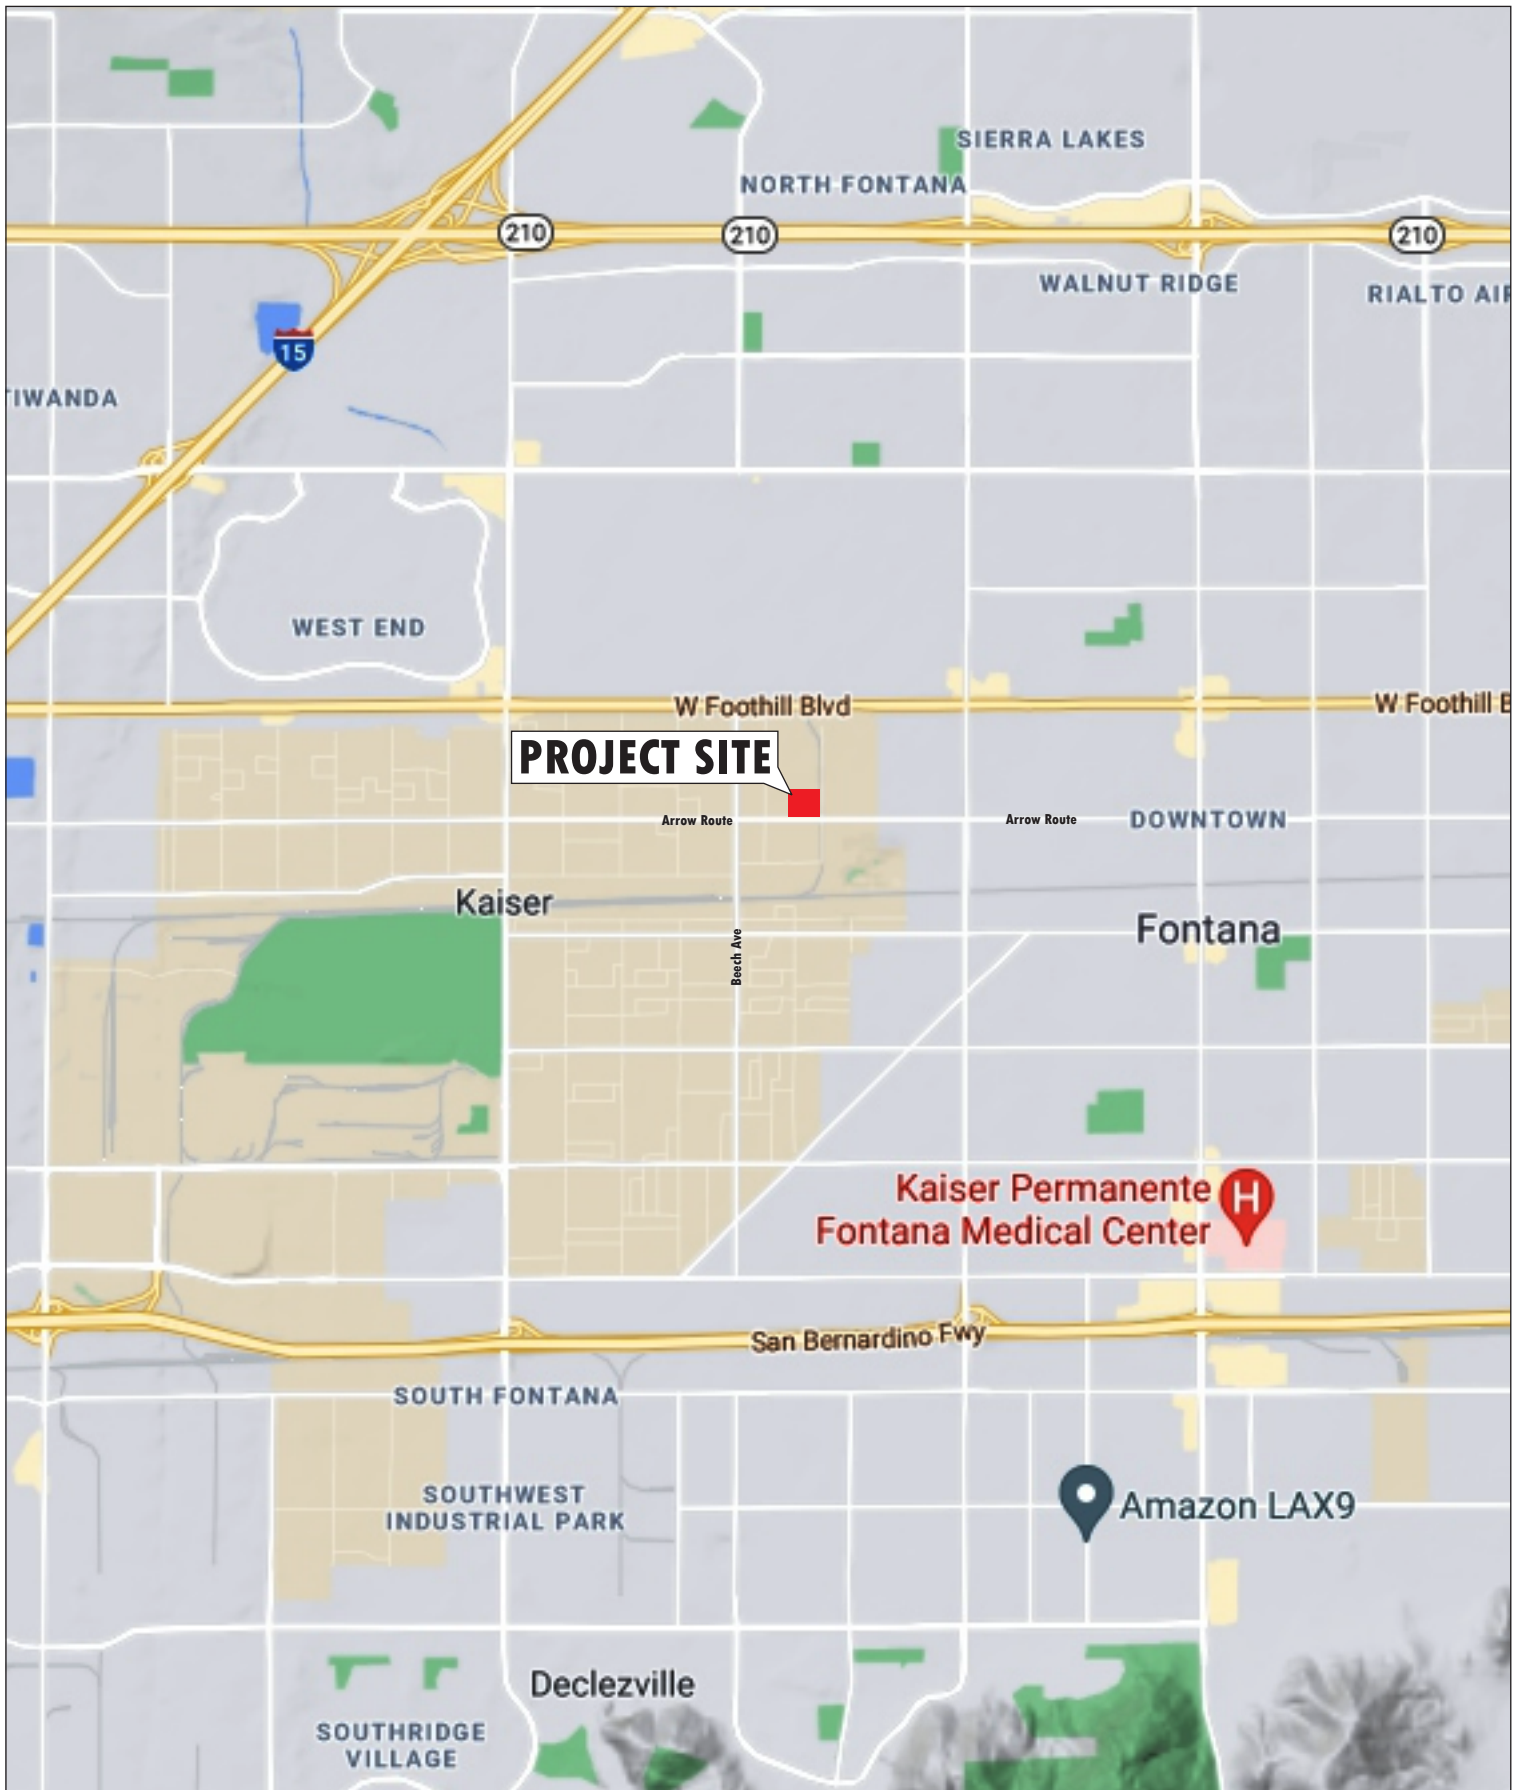 SIERRA LAKES
NORTH FONTANA
210
210
210
WALNUT RIDGE
RIALTO AIR
15
TIWANDA
WEST END
W Foothill Blvd
W Foothill B
PROJECT SITE
Arrow Route
Arrow Route
DOWNTOWN
Kaiser
Fontana
Beech Ave
Kaiser Permanente
Fontana Medical Center
H
San Bernardino Fwy
SOUTH FONTANA
SOUTHWEST
INDUSTRIAL PARK
Amazon LAX9
Declezville
SOUTHRIDGE
VILLAGE